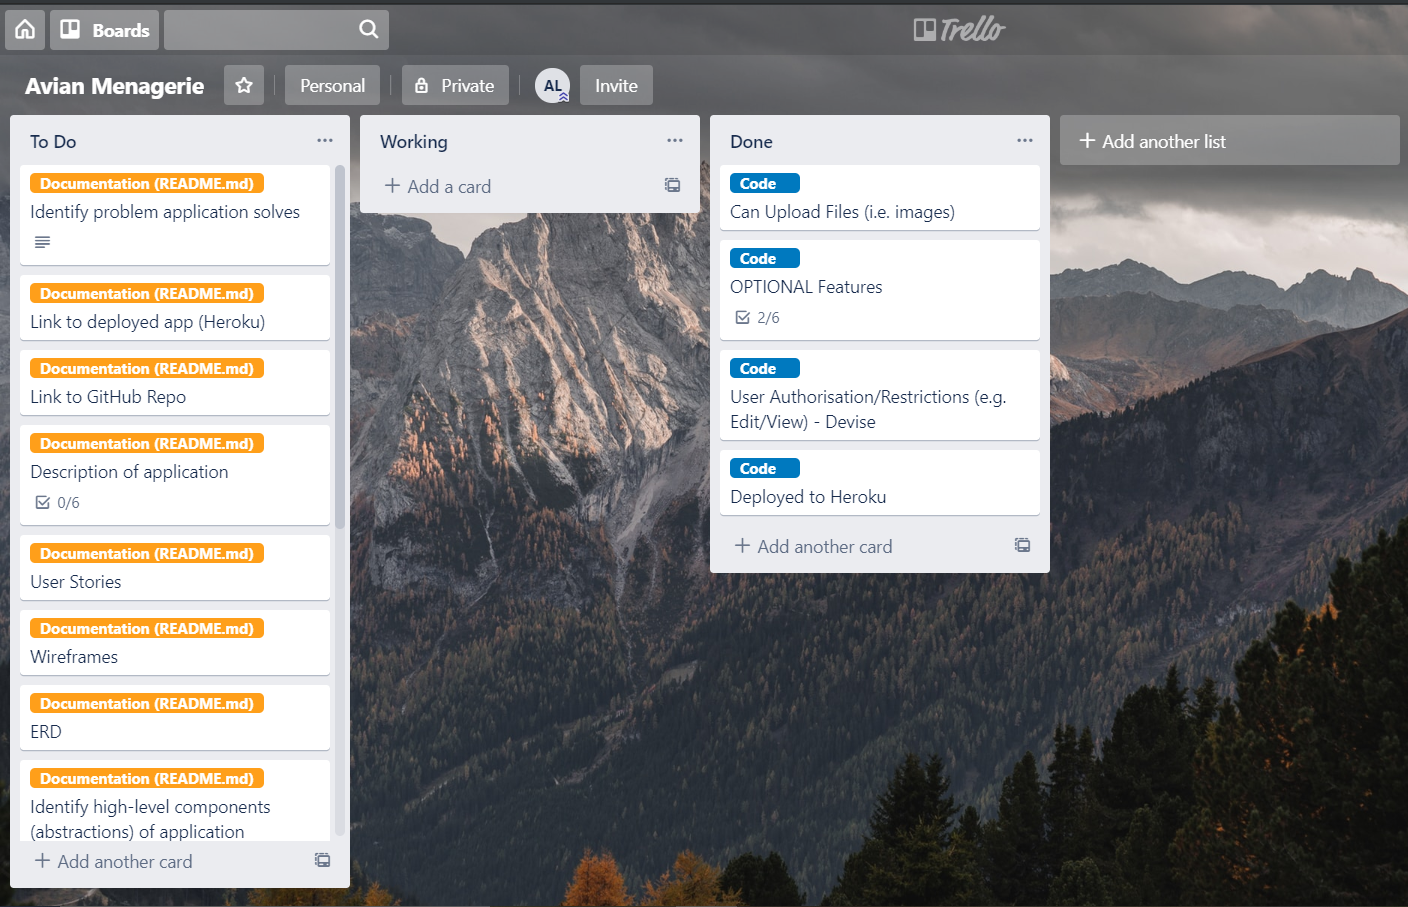 Boards
Trello
Avian Menagerie
Personal
Private
AL
Invite
To Do
Documentation (README.md)
Identify problem application solves
Documentation (README.md)
Link to deployed app (Heroku)
Documentation (README.md)
Link to GitHub Repo
Documentation (README.md)
Description of application
0/6
Documentation (README.md)
User Stories
Documentation (README.md)
Wireframes
Documentation (README.md)
ERD
Documentation (README.md)
Identify high-level components
(abstractions) of application
+ Add another card
Working
+ Add a card
Done
Code
Can Upload Files (i.e. images)
Code
OPTIONAL Features
2/6
Code
User Authorisation/Restrictions (e.g.
Edit/View) - Devise
Code
Deployed to Heroku
+ Add another card
+ Add another list